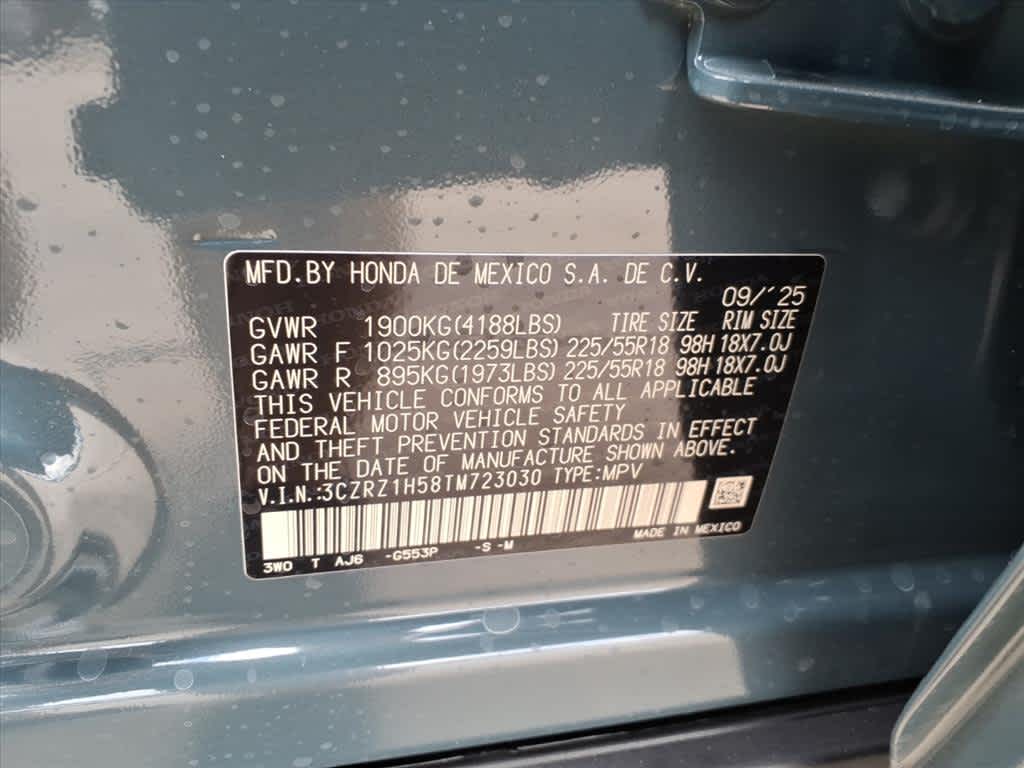 MFD.BY HONDA DE MEXICO S.A. DE C.V.
09/´25
GVWR 1900KG(4188LBS) TIRE SIZE RIM SIZE
GAWR F 1025KG(2259LBS) 225/55R18 98H 18X7.0J
GAWR R 895KG(1973LBS) 225/55R18 98H 18X7.0J
THIS VEHICLE CONFORMS TO ALL APPLICABLE
FEDERAL MOTOR VEHICLE SAFETY
AND THEFT PREVENTION STANDARDS IN EFFECT
ON THE DATE OF MANUFACTURE SHOWN ABOVE.
V.I.N.:3CZRZ1H58TM723030 TYPE:MPV
MADE IN MEXICO
3WO T AJ6 -G553P -S -M